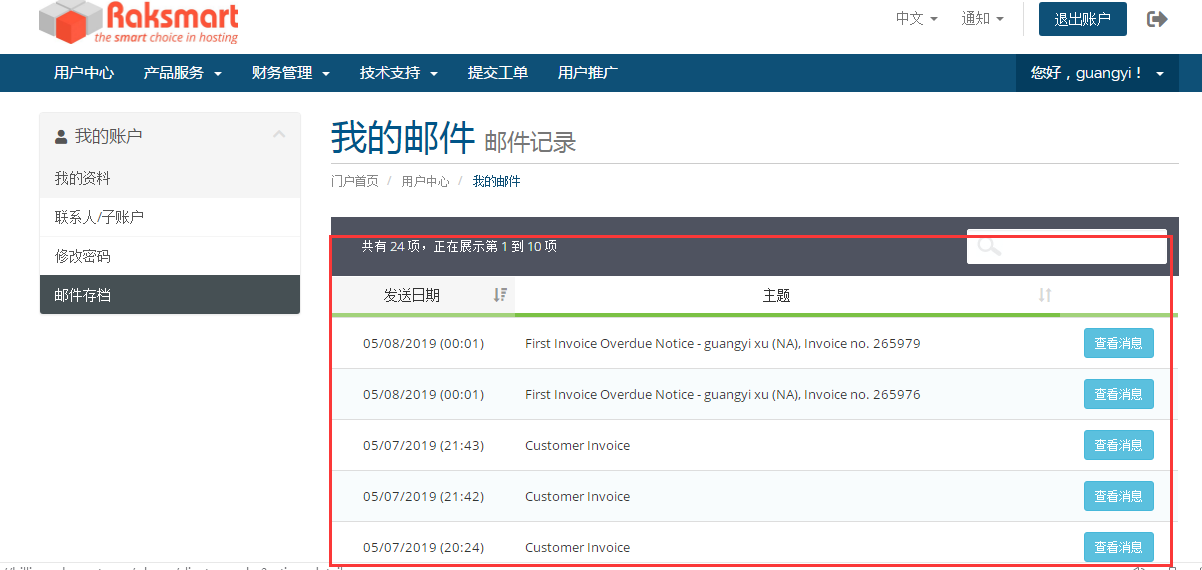 Raksmart
the smart choice in hosting
中文 通知 退出账户
用户中心 产品服务 财务管理 技术支持 提交工单 用户推广 您好，guangyi！
我的账户
我的资料
联系人/子账户
修改密码
邮件存档
我的邮件 邮件记录
门户首页 / 用户中心 / 我的邮件
共有 24 项，正在展示第 1 到 10 项
发送日期 主题
05/08/2019 (00:01) First Invoice Overdue Notice - guangyi xu (NA), Invoice no. 265979 查看消息
05/08/2019 (00:01) First Invoice Overdue Notice - guangyi xu (NA), Invoice no. 265976 查看消息
05/07/2019 (21:43) Customer Invoice 查看消息
05/07/2019 (21:42) Customer Invoice 查看消息
05/07/2019 (20:24) Customer Invoice 查看消息